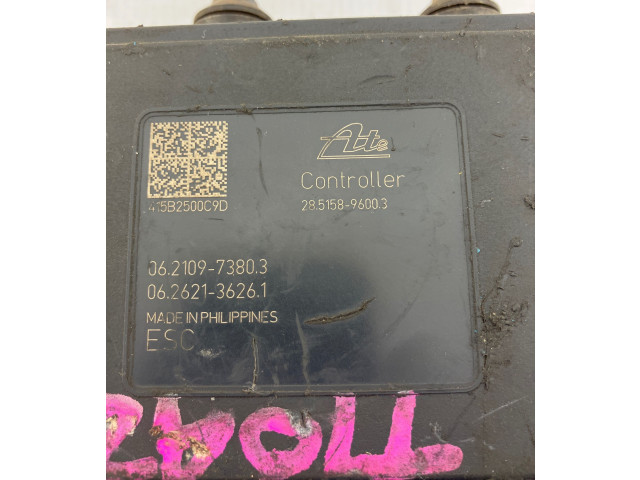 Ate
Controller
415B2500C9D
28.5158-9600.3
06.2109-7380.3
06.2621-3626.1
MADE IN PHILIPPINES
ESC